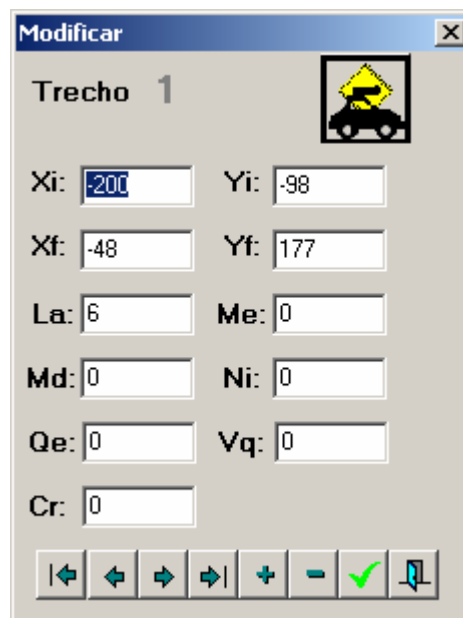 Modificar
Trecho 1
Xi: -200 Yi: -98
Xf: -48 Yf: 177
La: 6 Me: 0
Md: 0 Ni: 0
Qe: 0 Vq: 0
Cr: 0